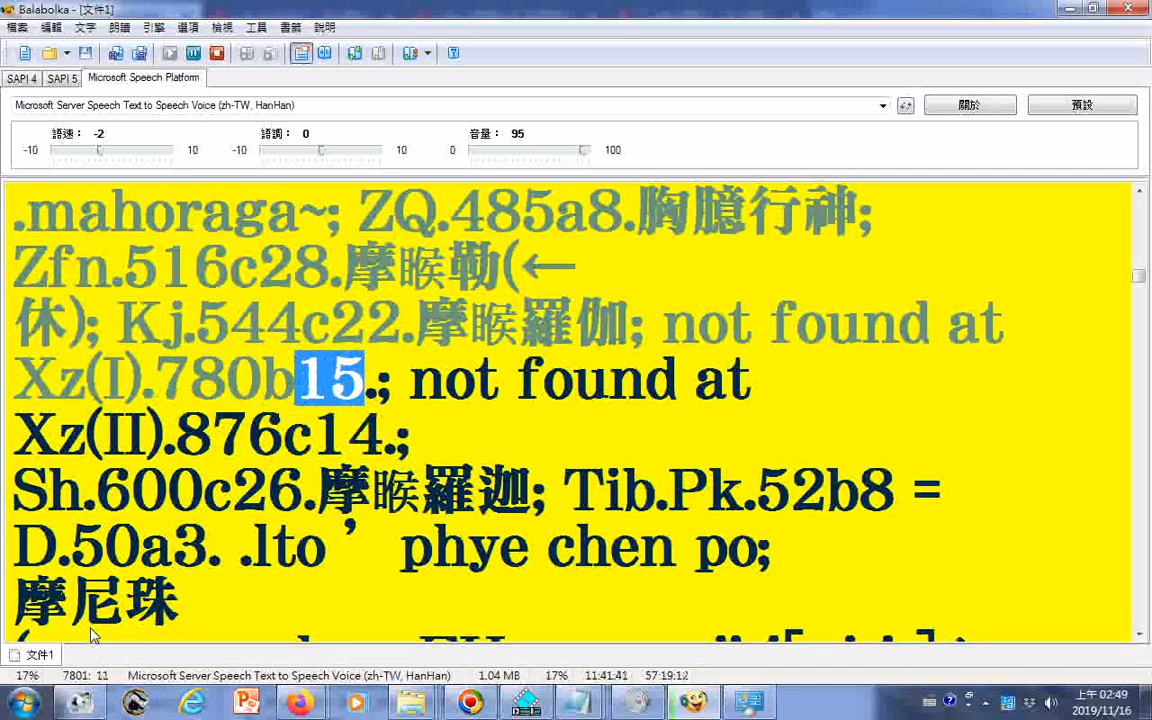 Balabolka - [文件1]
檔案 編輯 文字 朗讀 引擎 選項 檢視 工具 書籤 說明
SAPI 4 SAPI 5 Microsoft Speech Platform
Microsoft Server Speech Text to Speech Voice (zh-TW, HanHan) 關於 預設
語速： -2 語調： 0 音量： 95
-10 10 -10 10 0 100
.mahoraga~; ZQ.485a8.胸臆行神;
Zfn.516c28.摩睺勒(←
休); Kj.544c22.摩睺羅伽; not found at
Xz(I).780b15.; not found at
Xz(II).876c14.;
Sh.600c26.摩睺羅迦; Tib.Pk.52b8 =
D.50a3. .lto ’ phye chen po;
摩尼珠
文件1
17% 7801: 11 Microsoft Server Speech Text to Speech Voice (zh-TW, HanHan) 1.04 MB 17% 11:41:41 57:19:12
上午 02:49
2019/11/16